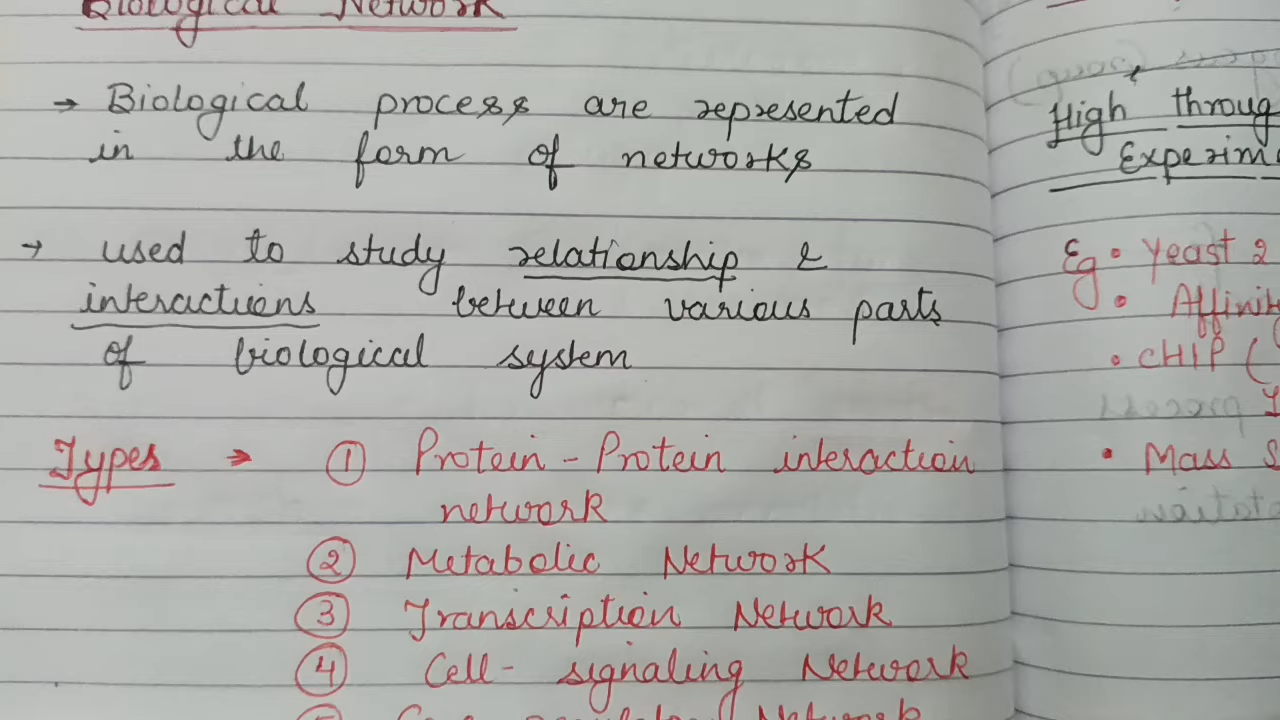 Biological Network
→ Biological process are represented
in the form of networks
→ used to study relationship &
interactions between various parts
of biological system
Types → ① Protein-Protein interaction
network
② Metabolic Network
③ Transcription Network
④ Cell-signaling Network
Network
High throug
Experim
Eg • Yeast 2
• Affinit
• CHIP (
• Mass S